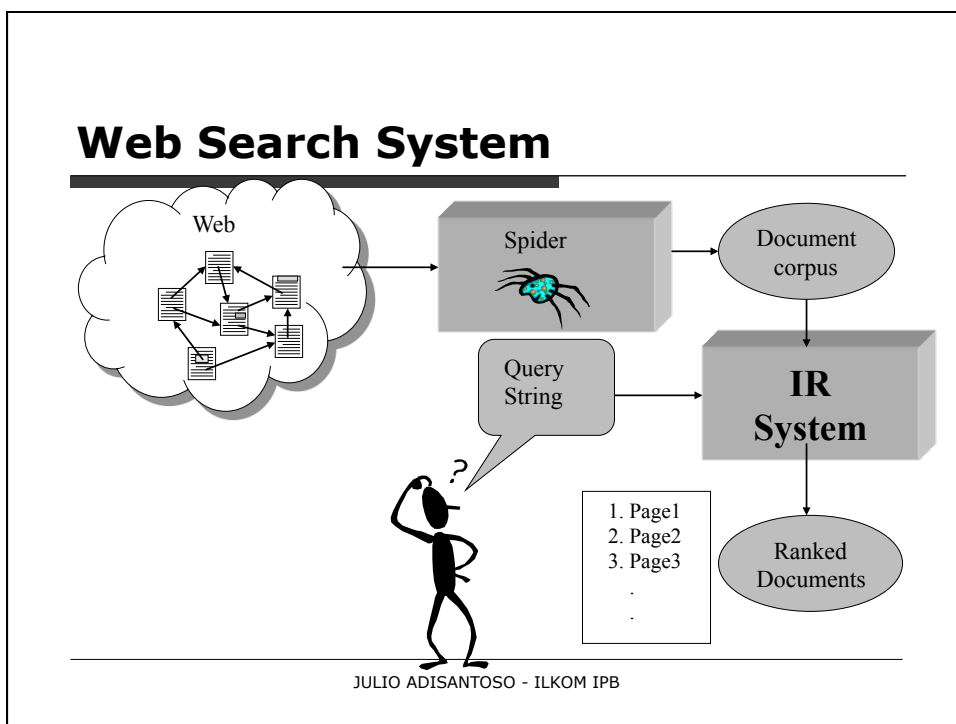 Web Search System
Web
Spider
Document
corpus
Query
String
IR
System
?
1. Page1
2. Page2
3. Page3
.
.
Ranked
Documents
JULIO ADISANTOSO - ILKOM IPB